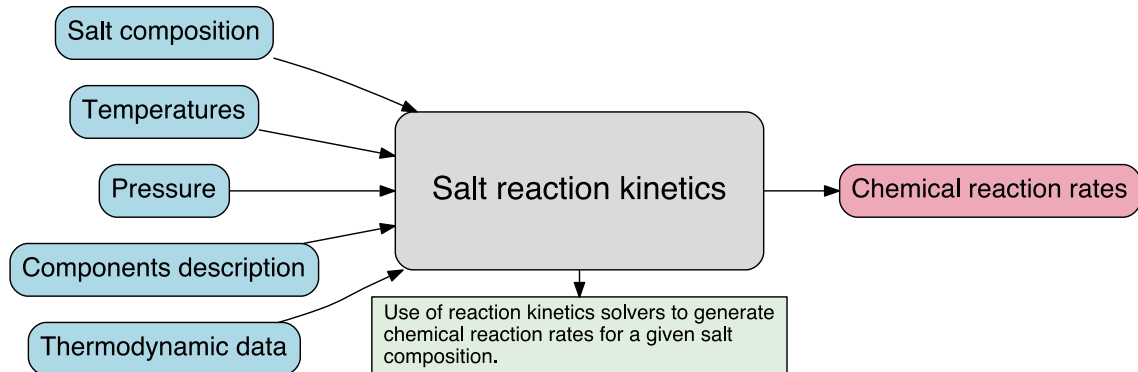 Salt composition
Temperatures
Pressure
Components description
Thermodynamic data
Salt reaction kinetics
Chemical reaction rates
Use of reaction kinetics solvers to generate
chemical reaction rates for a given salt
composition.